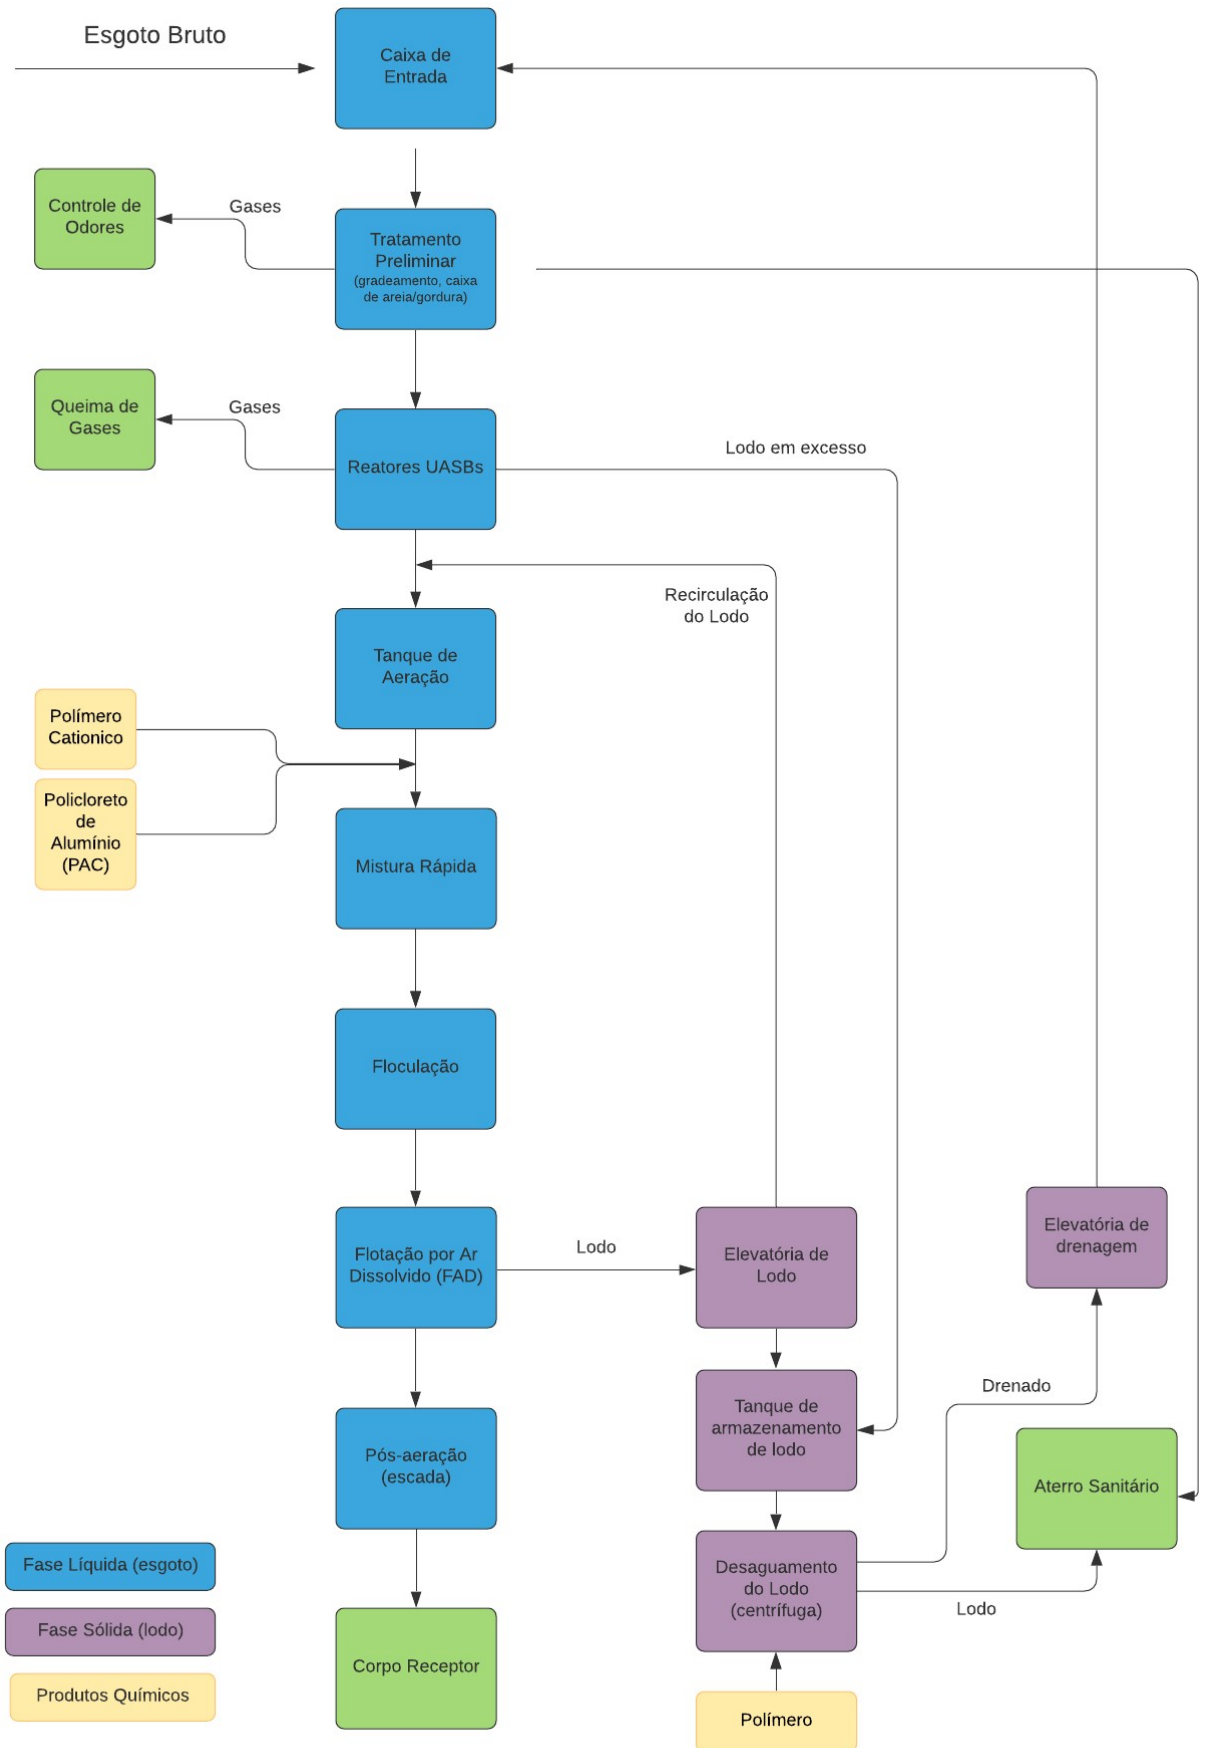 Esgoto Bruto
Caixa de
Entrada
Controle de
Odores
Gases
Tratamento
Preliminar
(gradeamento, caixa
de areia/gordura)
Queima de
Gases
Gases
Reatores UASBs
Lodo em excesso
Recirculação
do Lodo
Tanque de
Aeração
Polímero
Cationico
Policloreto
de
Alumínio
(PAC)
Mistura Rápida
Floculação
Flotação por Ar
Dissolvido (FAD)
Lodo
Elevatória de
Lodo
Elevatória de
drenagem
Tanque de
armazenamento
de lodo
Drenado
Pós-aeração
(escada)
Aterro Sanitário
Desaguamento
do Lodo
(centrífuga)
Lodo
Fase Líquida (esgoto)
Fase Sólida (lodo)
Produtos Químicos
Corpo Receptor
Polímero